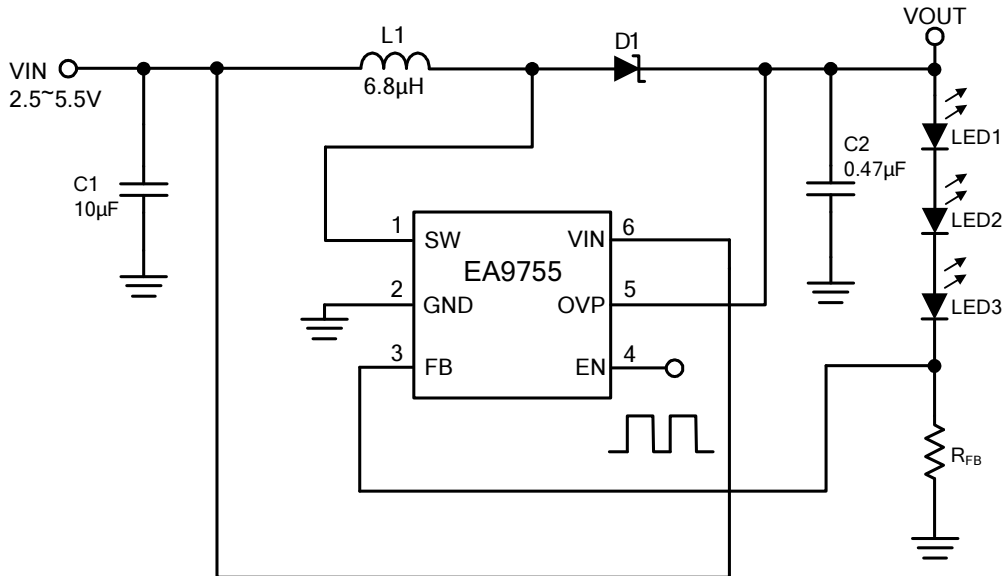 VOUT
L1
D1
VIN
6.8µH
2.5~5.5V
LED1
C2
0.47µF
C1
10µF
LED2
1
6
SW
VIN
EA9755
LED3
2
5
GND
OVP
3
4
FB
EN
RFB